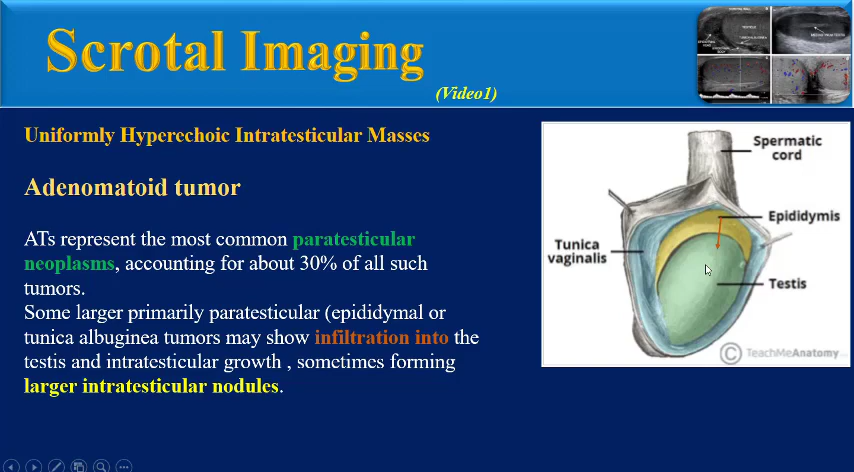 Scrotal Imaging
(Video1)
Uniformly Hyperechoic Intratesticular Masses
Adenomatoid tumor
ATs represent the most common paratesticular
neoplasms, accounting for about 30% of all such
tumors.
Some larger primarily paratesticular (epididymal or
tunica albuginea tumors may show infiltration into the
testis and intratesticular growth , sometimes forming
larger intratesticular nodules.
Spermatic
cord
Epididymis
Tunica
vaginalis
Testis
© TeachMeAnatomy